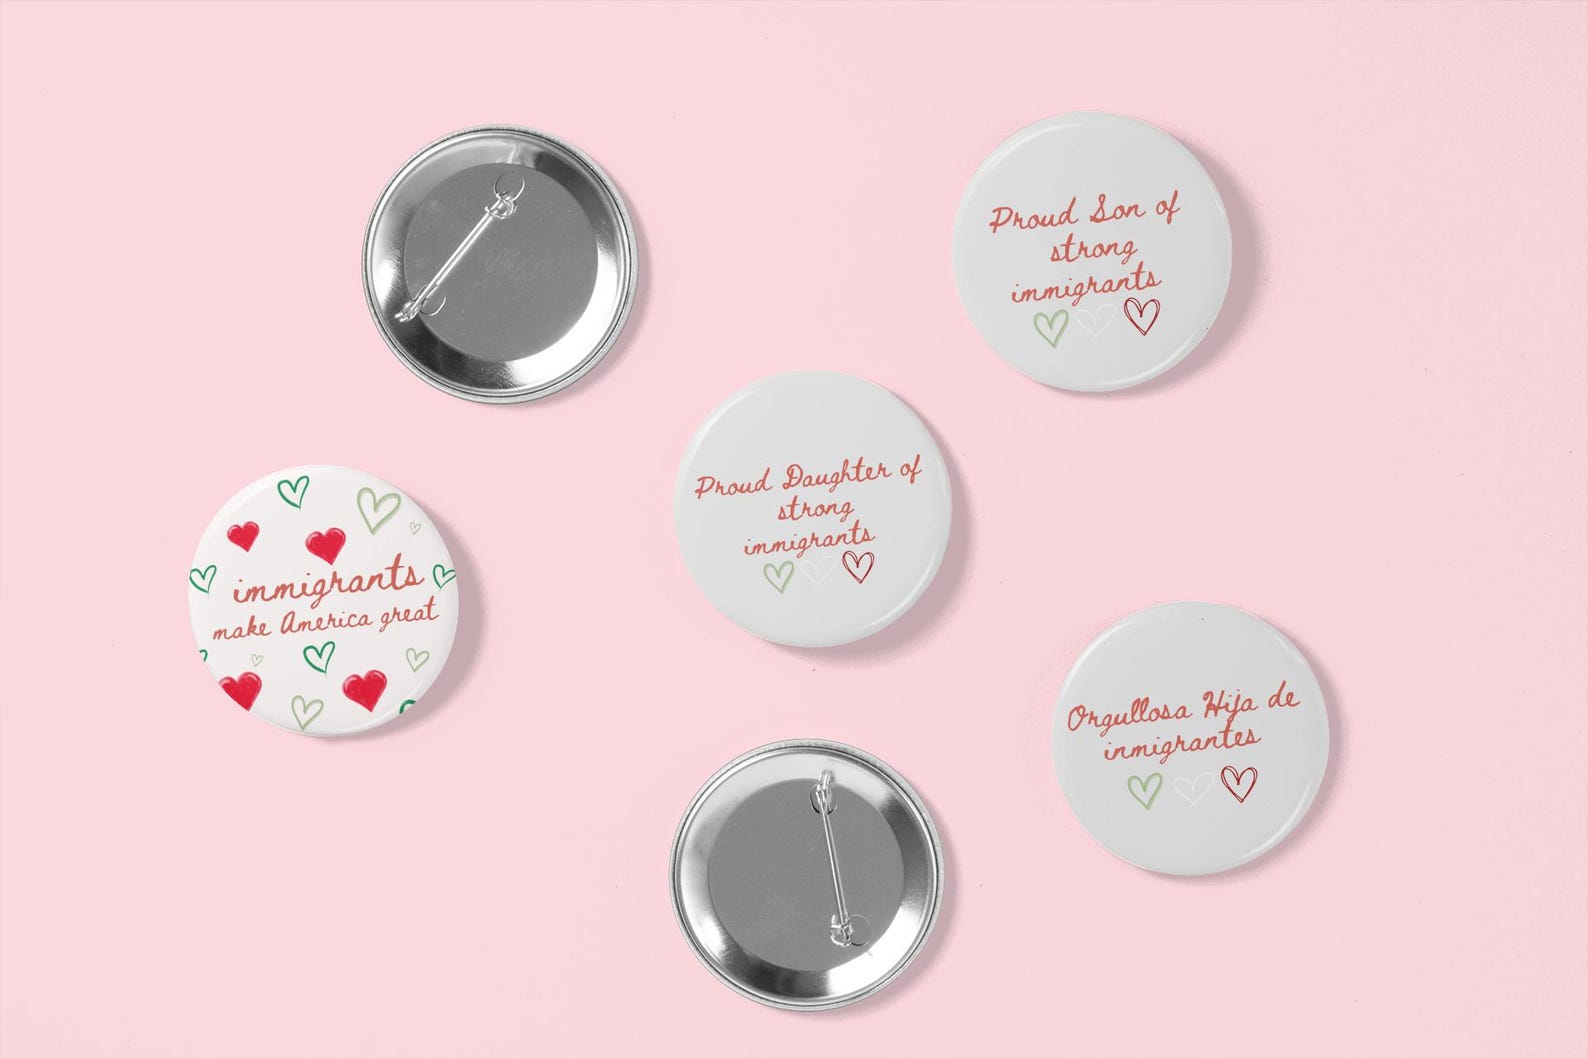 Proud Son of
strong
immigrants
Proud Daughter of
strong
immigrants
immigrants
make America great
Orgullosa Hija de
inmigrantes